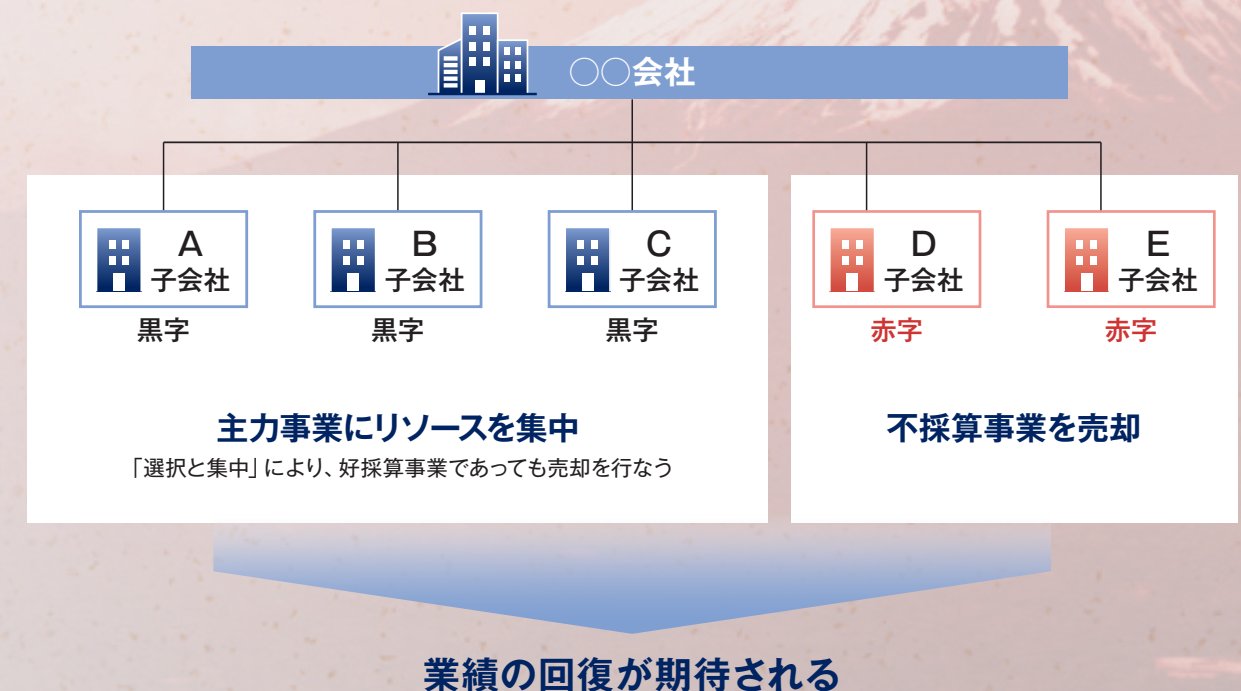 ○○会社
A
子会社
黒字
B
子会社
黒字
C
子会社
黒字
D
子会社
赤字
E
子会社
赤字
主力事業にリソースを集中
「選択と集中」により、好採算事業であっても売却を行なう
不採算事業を売却
業績の回復が期待される